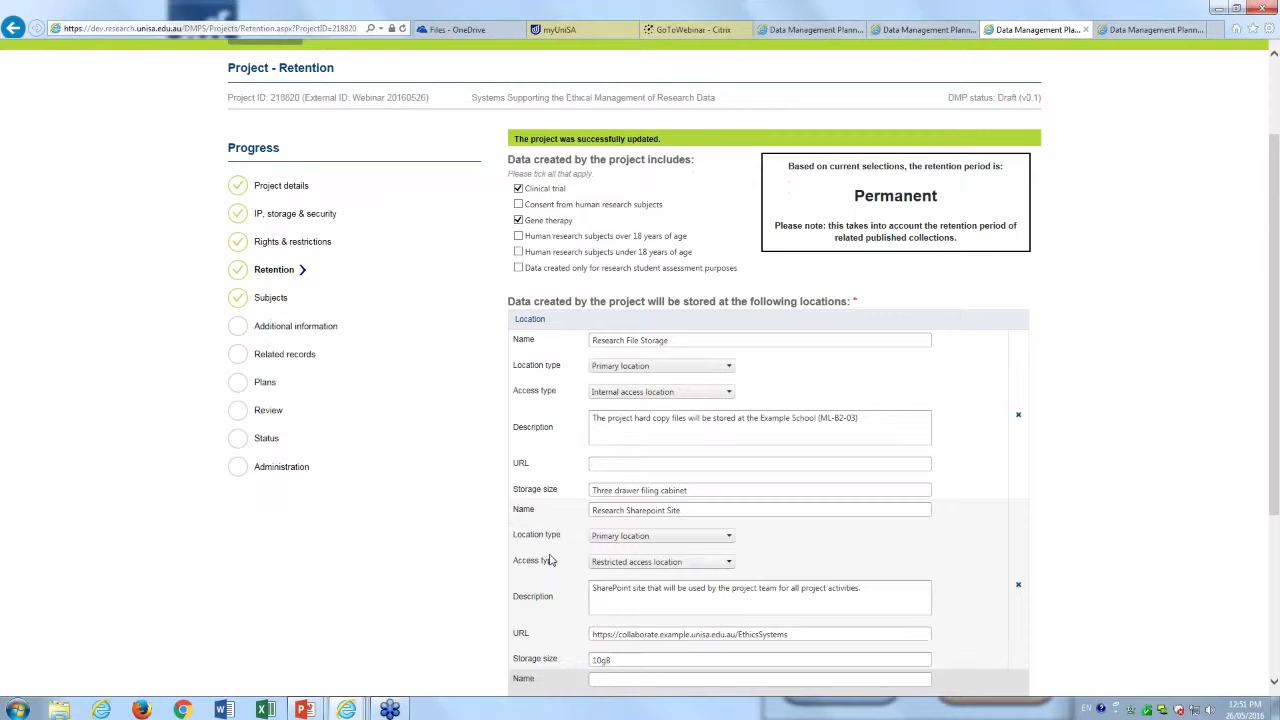 https://dev.research.unisa.edu.au/DMPS/Projects/Retention.aspx?ProjectID=218820
Files - OneDrive
myUniSA
GoToWebinar - Citrix
Data Management Plann...
Data Management Plann...
Data Management Pla...
Data Management Plann...
Project - Retention
Project ID: 218820 (External ID: Webinar 20160526)
Systems Supporting the Ethical Management of Research Data
DMP status: Draft (v0.1)
Progress
Project details
IP, storage & security
Rights & restrictions
Retention
Subjects
Additional information
Related records
Plans
Review
Status
Administration
The project was successfully updated.
Data created by the project includes:
Please tick all that apply.
Clinical trial
Consent from human research subjects
Gene therapy
Human research subjects over 18 years of age
Human research subjects under 18 years of age
Data created only for research student assessment purposes
Based on current selections, the retention period is:
Permanent
Please note: this takes into account the retention period of
related published collections.
Data created by the project will be stored at the following locations: *
Location
Name
Research File Storage
Location type
Primary location
Access type
Internal access location
Description
The project hard copy files will be stored at the Example School (ML-B2-03)
URL
Storage size
Three drawer filing cabinet
Name
Research Sharepoint Site
Location type
Primary location
Access type
Restricted access location
Description
SharePoint site that will be used by the project team for all project activities.
URL
https://collaborate.example.unisa.edu.au/EthicsSystems
Storage size
10gB
Name
EN
12:51 PM
26/05/2016